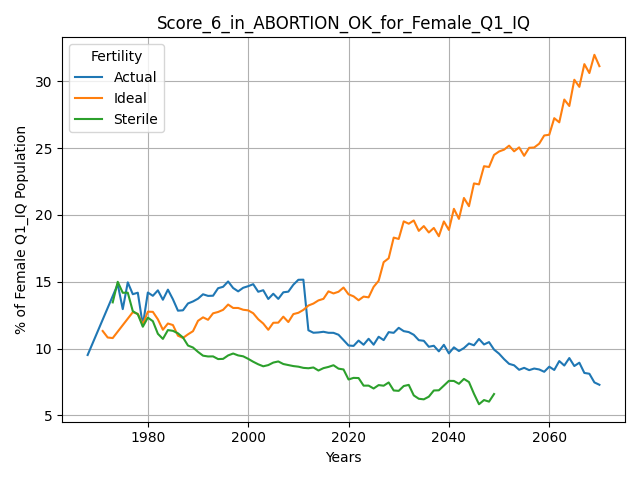 Score_6_in_ABORTION_OK_for_Female_Q1_IQ
Fertility
Actual
Ideal
Sterile
% of Female Q1_IQ Population
30
25
20
15
10
5
1980 2000 2020 2040 2060
Years